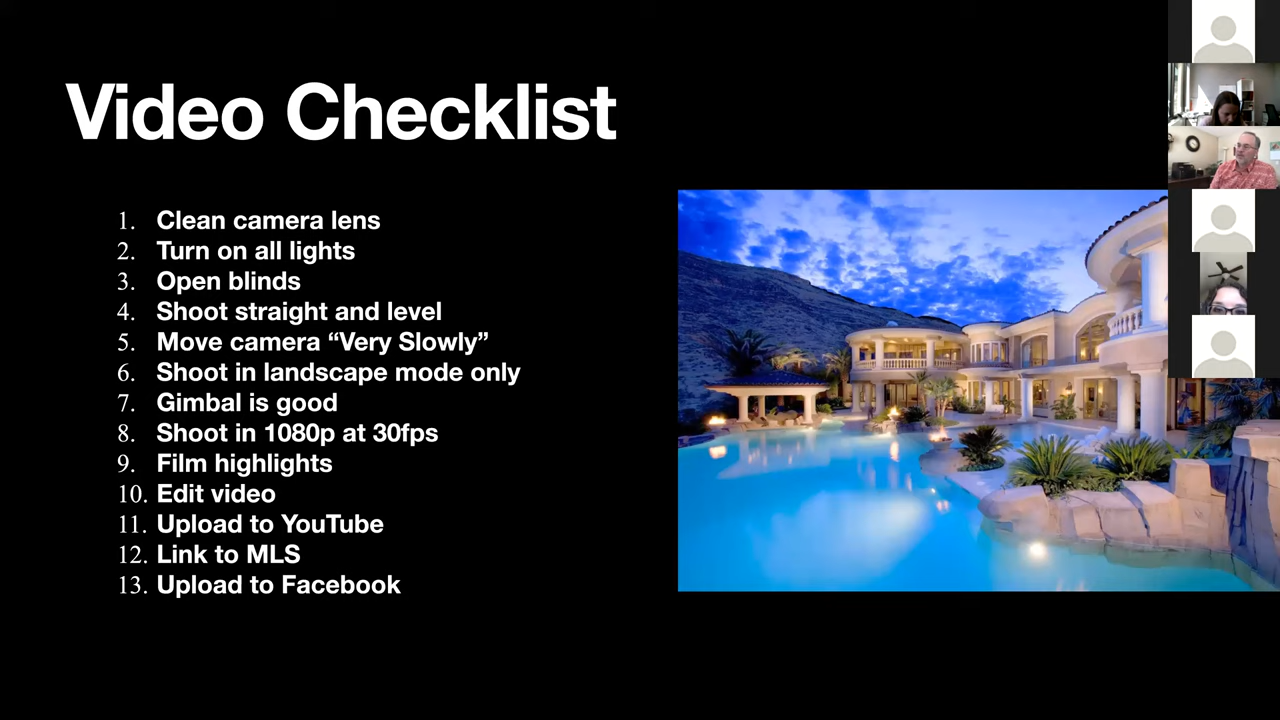 Video Checklist
1. Clean camera lens
2. Turn on all lights
3. Open blinds
4. Shoot straight and level
5. Move camera “Very Slowly”
6. Shoot in landscape mode only
7. Gimbal is good
8. Shoot in 1080p at 30fps
9. Film highlights
10. Edit video
11. Upload to YouTube
12. Link to MLS
13. Upload to Facebook